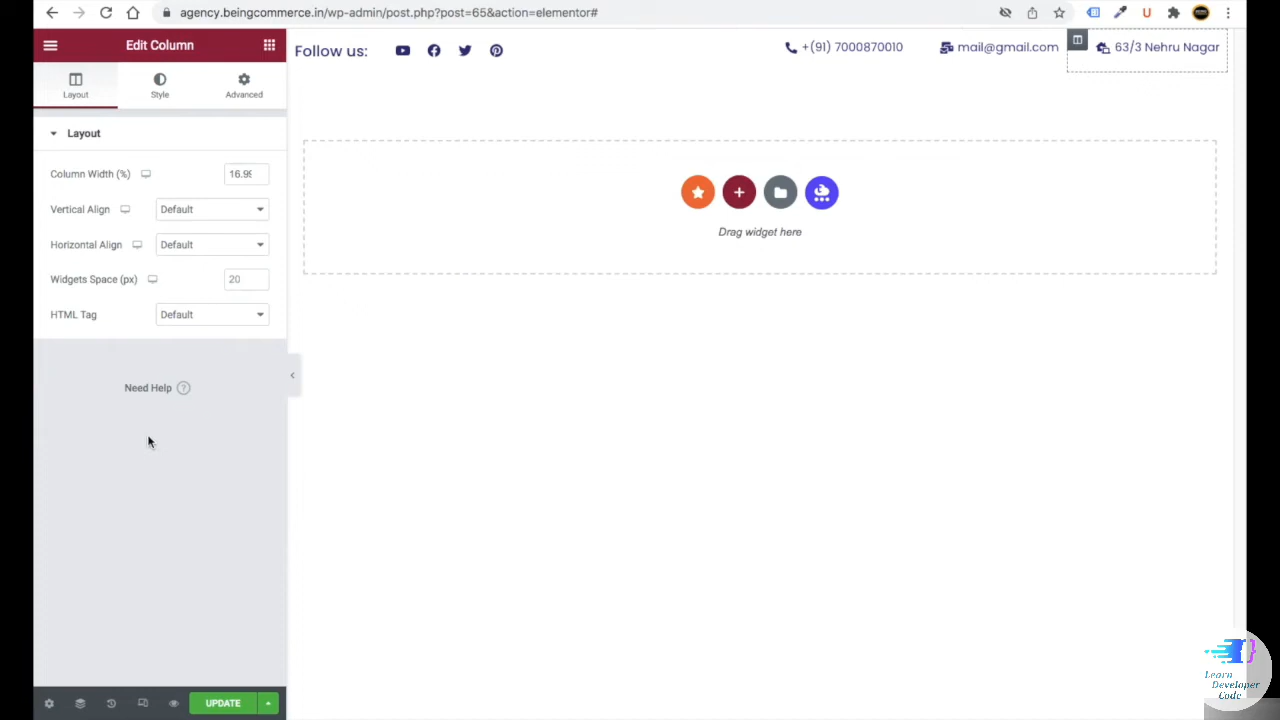 agency.beingcommerce.in/wp-admin/post.php?post=65&action=elementor#
Edit Column
Layout
Style
Advanced
Layout
Column Width (%)
16.99
Vertical Align
Default
Horizontal Align
Default
Widgets Space (px)
20
HTML Tag
Default
Need Help
UPDATE
Follow us:
+(91) 7000870010
mail@gmail.com
63/3 Nehru Nagar
Drag widget here
Learn
Developer
Code